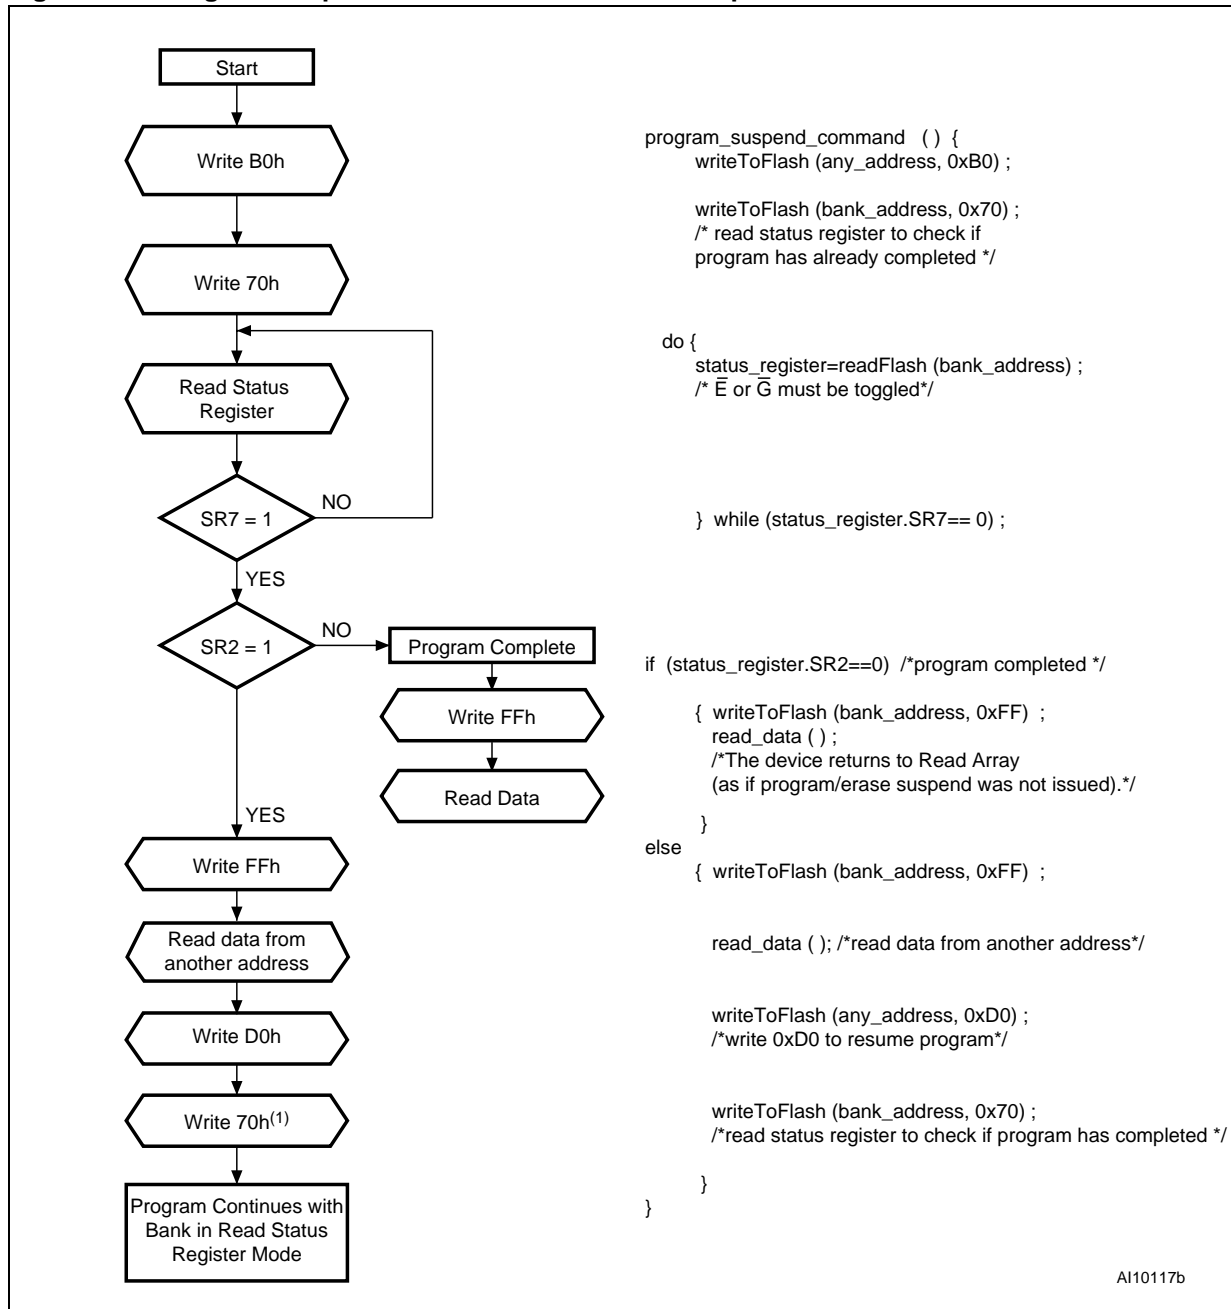 Start
Write B0h
Write 70h
Read Status
Register
SR7 = 1
NO
YES
SR2 = 1
NO
Program Complete
Write FFh
Read Data
YES
Write FFh
Read data from
another address
Write D0h
Write 70h(1)
Program Continues with
Bank in Read Status
Register Mode
program_suspend_command ( ) {
writeToFlash (any_address, 0xB0) ;
writeToFlash (bank_address, 0x70) ;
/* read status register to check if
program has already completed */
do {
status_register=readFlash (bank_address) ;
/* E̅ or G̅ must be toggled*/
} while (status_register.SR7== 0) ;
if (status_register.SR2==0) /*program completed */
{ writeToFlash (bank_address, 0xFF) ;
read_data ( ) ;
/*The device returns to Read Array
(as if program/erase suspend was not issued).*/
}
else
{ writeToFlash (bank_address, 0xFF) ;
read_data ( ); /*read data from another address*/
writeToFlash (any_address, 0xD0) ;
/*write 0xD0 to resume program*/
writeToFlash (bank_address, 0x70) ;
/*read status register to check if program has completed */
}
}
AI10117b